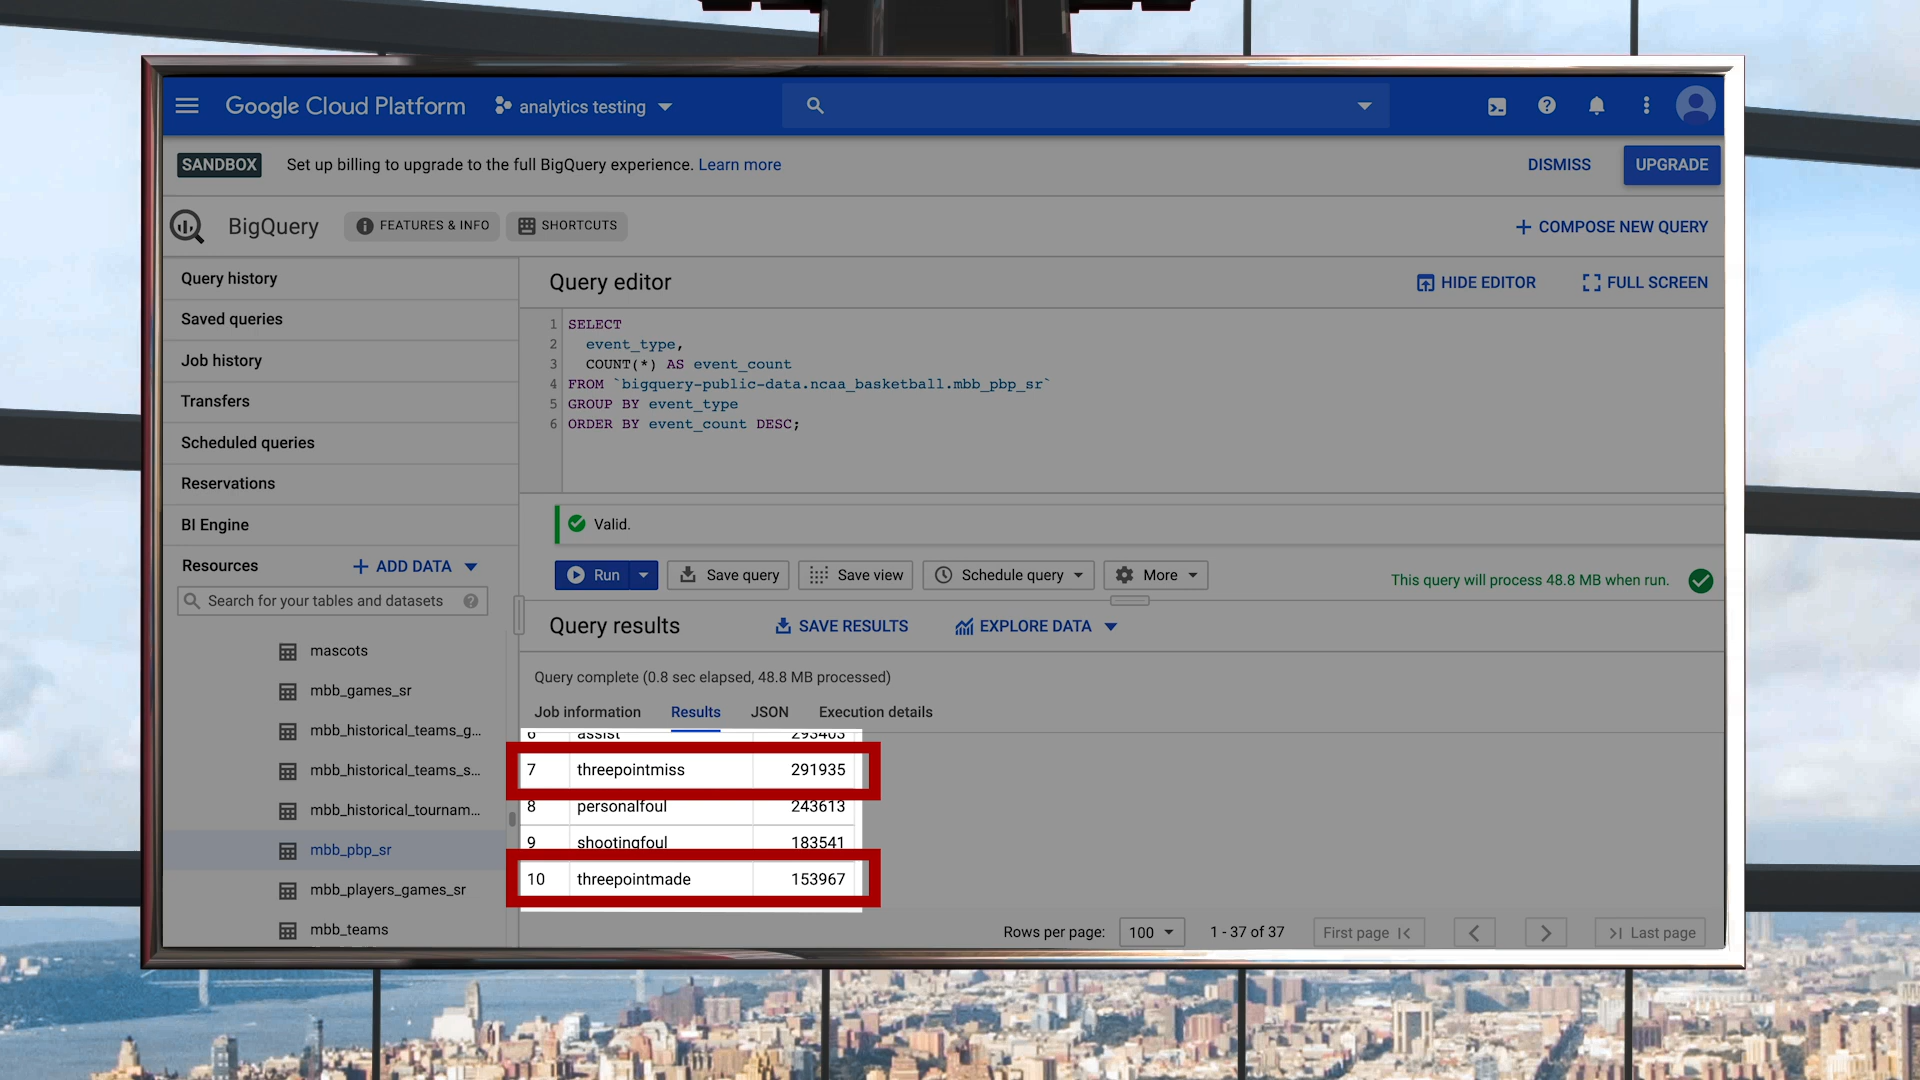 Google Cloud Platform
analytics testing
SANDBOX Set up billing to upgrade to the full BigQuery experience. Learn more
DISMISS
UPGRADE
BigQuery
FEATURES & INFO
SHORTCUTS
COMPOSE NEW QUERY
Query history
Saved queries
Job history
Transfers
Scheduled queries
Reservations
BI Engine
Resources
ADD DATA
Search for your tables and datasets
mascots
mbb_games_sr
mbb_historical_teams_g...
mbb_historical_teams_s...
mbb_historical_tournam...
mbb_pbp_sr
mbb_players_games_sr
mbb_teams
Query editor
HIDE EDITOR
FULL SCREEN
1 SELECT
2 event_type,
3 COUNT(*) AS event_count
4 FROM `bigquery-public-data.ncaa_basketball.mbb_pbp_sr`
5 GROUP BY event_type
6 ORDER BY event_count DESC;
Valid.
Run
Save query
Save view
Schedule query
More
This query will process 48.8 MB when run.
Query results
SAVE RESULTS
EXPLORE DATA
Query complete (0.8 sec elapsed, 48.8 MB processed)
Job information
Results
JSON
Execution details
6 assist 293403
7 threepointmiss 291935
8 personalfoul 243613
9 shootingfoul 183541
10 threepointmade 153967
Rows per page: 100
1 - 37 of 37
First page
Last page